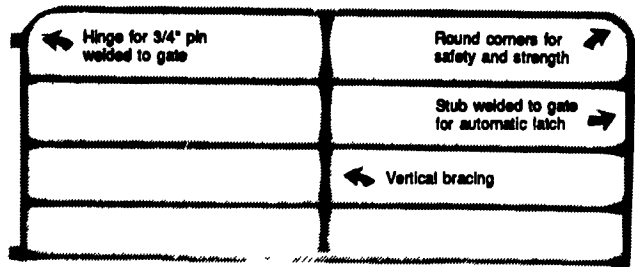 Hinge for 3/4" pin
welded to gate
Round corners for
safety and strength
Stub welded to gate
for automatic latch
Vertical bracing